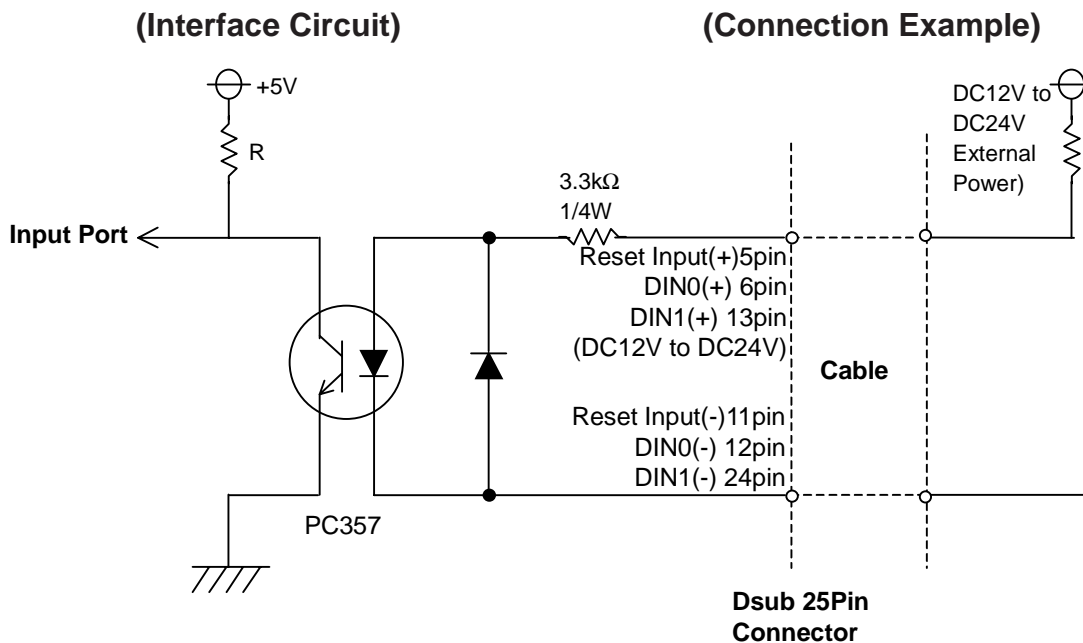 (Interface Circuit)
(Connection Example)
+5V
R
DC12V to
DC24V
External
Power)
3.3kΩ
1/4W
Input Port
Reset Input(+)5pin
DIN0(+) 6pin
DIN1(+) 13pin
(DC12V to DC24V)
Cable
Reset Input(-)11pin
DIN0(-) 12pin
DIN1(-) 24pin
PC357
Dsub 25Pin
Connector